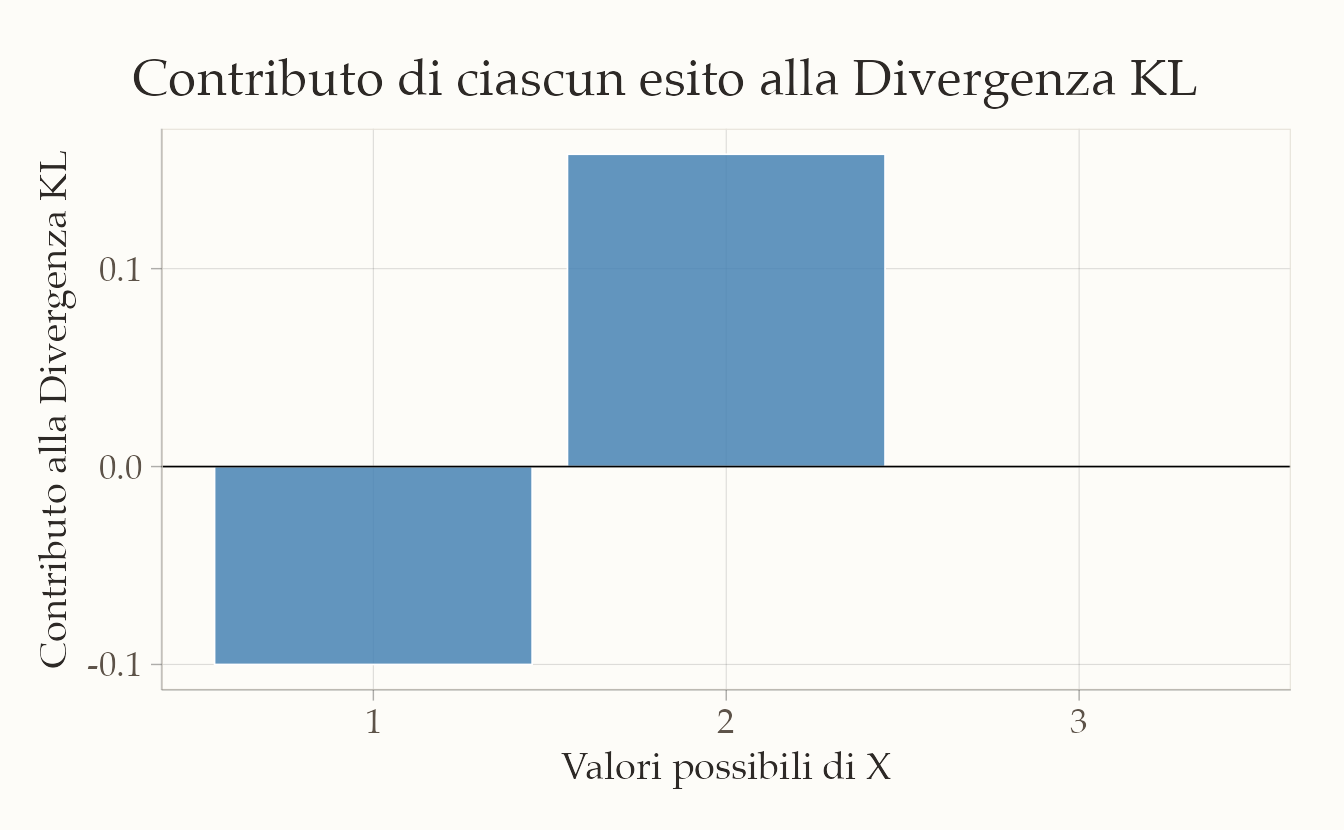 Contributo di ciascun esito alla Divergenza KL
Contributo alla Divergenza KL
0.1
0.0
-0.1
1
2
3
Valori possibili di X